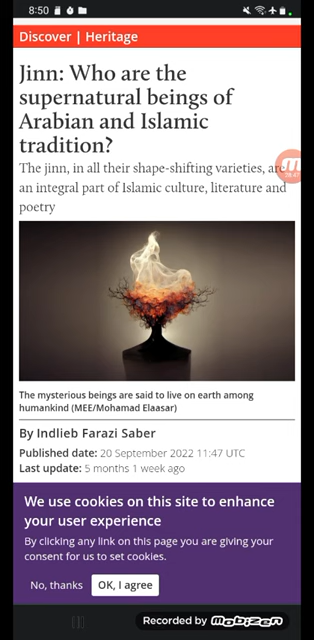 8:50
Discover | Heritage
Jinn: Who are the
supernatural beings of
Arabian and Islamic
tradition?
The jinn, in all their shape-shifting varieties, are
an integral part of Islamic culture, literature and
poetry
The mysterious beings are said to live on earth among
humankind (MEE/Mohamad Elaasar)
By Indlieb Farazi Saber
Published date: 20 September 2022 11:47 UTC
Last update: 5 months 1 week ago
We use cookies on this site to enhance
your user experience
By clicking any link on this page you are giving your
consent for us to set cookies.
No, thanks OK, I agree
Recorded by mobizen